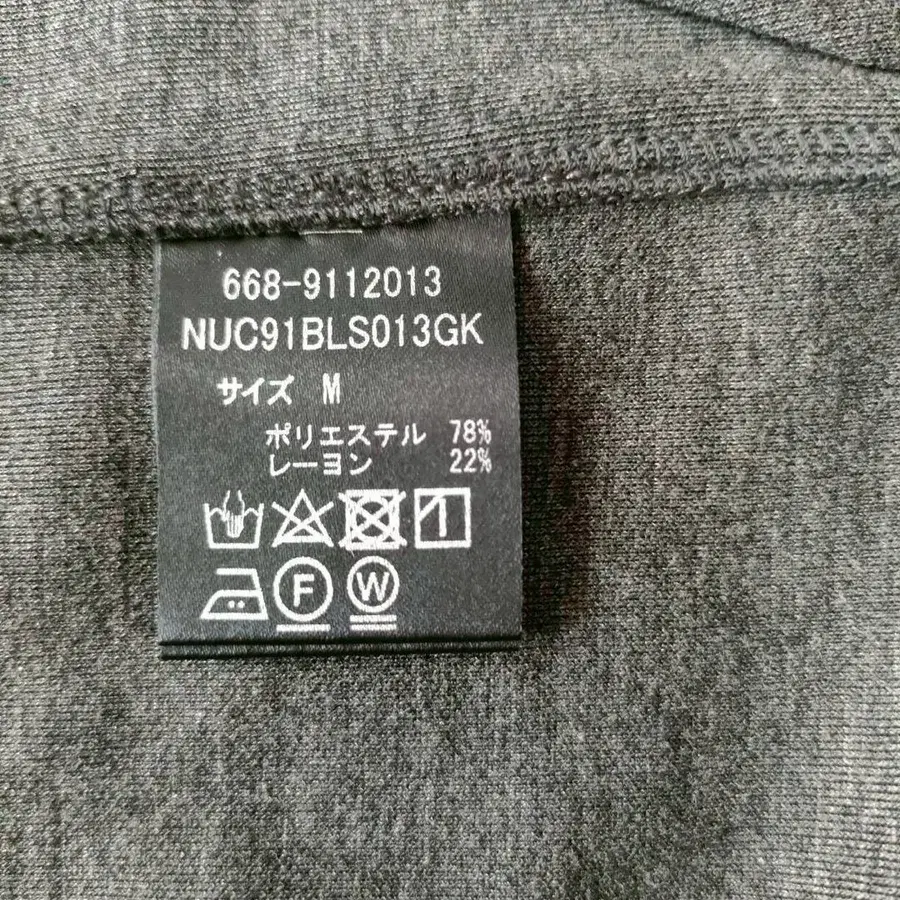 668-9112013
NUC91BLS013GK
サイズ M
ポリエステル 78%
レーヨン 22%
F W